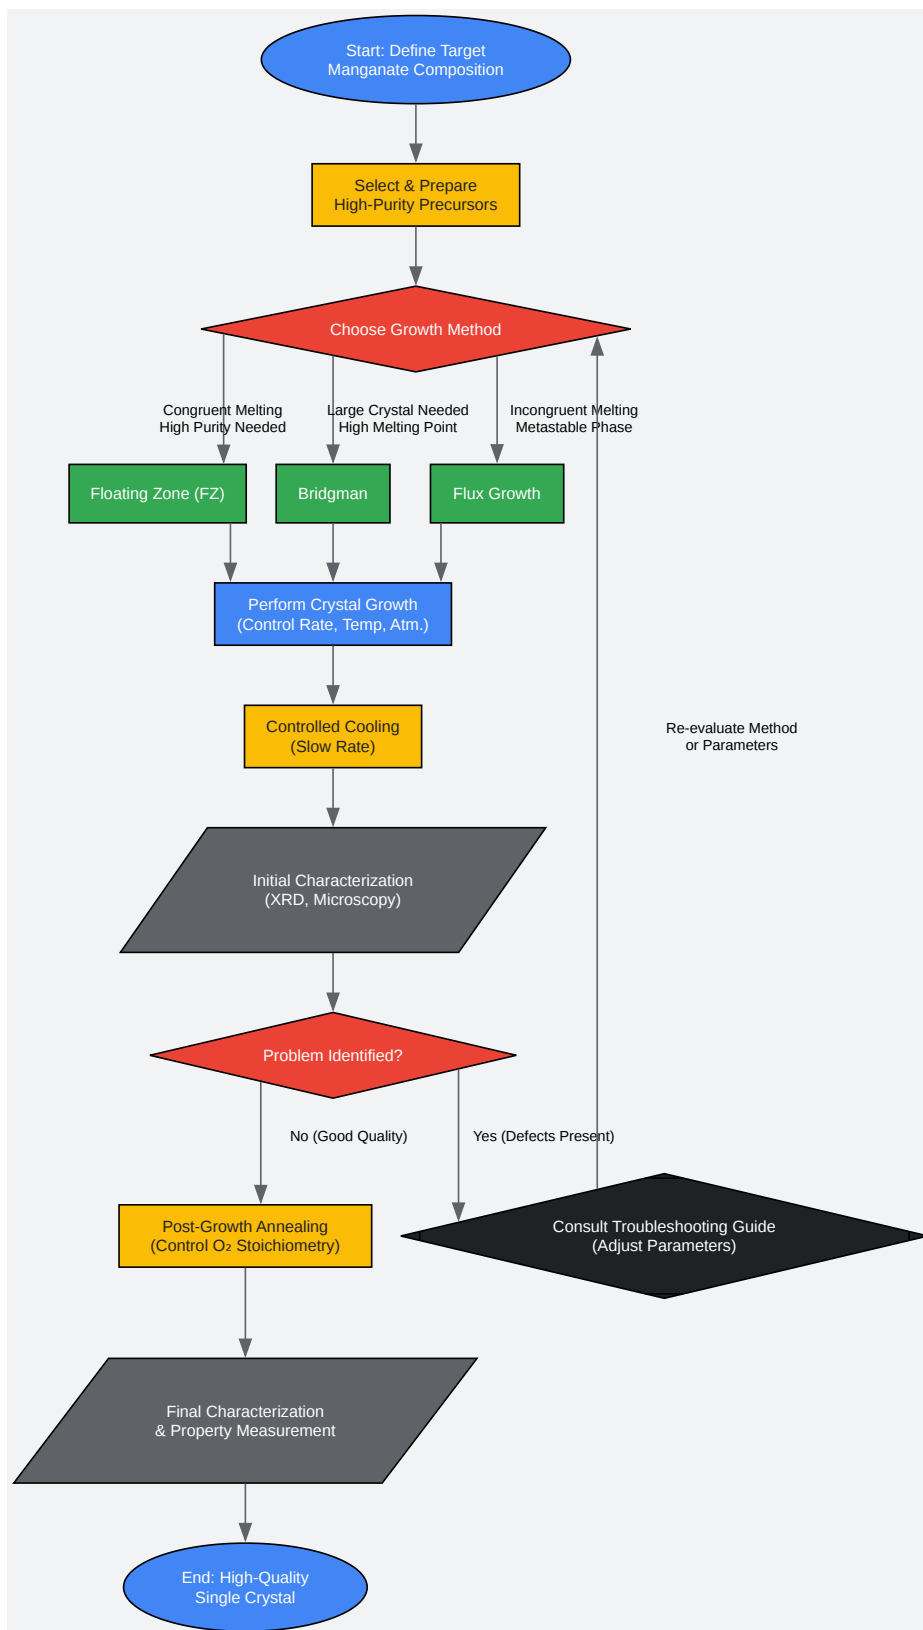 Start: Define Target
Manganate Composition
Select & Prepare
High-Purity Precursors
Choose Growth Method
Congruent Melting
High Purity Needed
Large Crystal Needed
High Melting Point
Incongruent Melting
Metastable Phase
Floating Zone (FZ)
Bridgman
Flux Growth
Perform Crystal Growth
(Control Rate, Temp, Atm.)
Controlled Cooling
(Slow Rate)
Re-evaluate Method
or Parameters
Initial Characterization
(XRD, Microscopy)
Problem Identified?
No (Good Quality)
Yes (Defects Present)
Post-Growth Annealing
(Control O₂ Stoichiometry)
Consult Troubleshooting Guide
(Adjust Parameters)
Final Characterization
& Property Measurement
End: High-Quality
Single Crystal